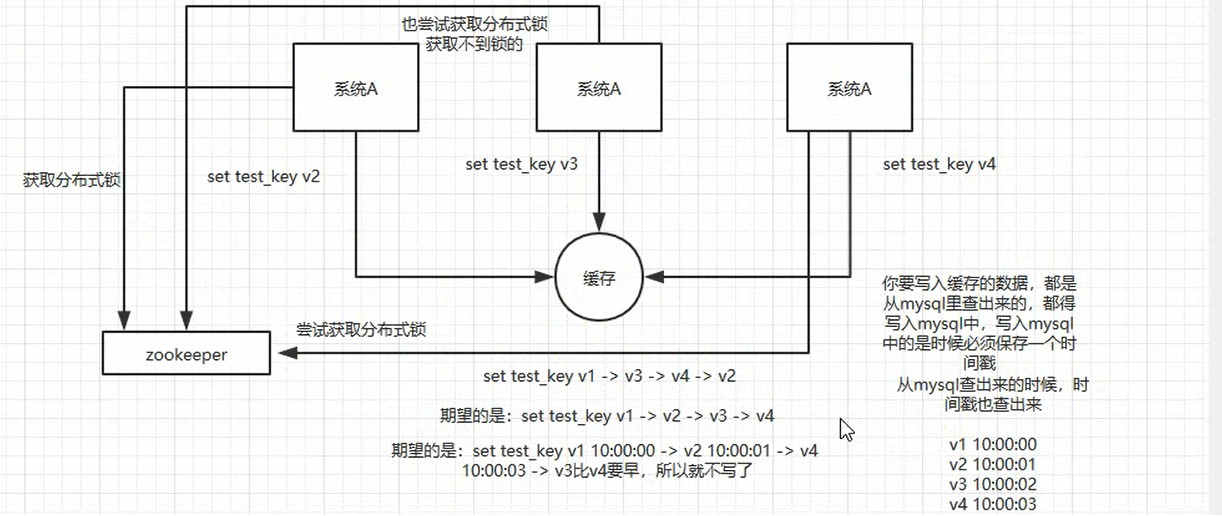 也尝试获取分布式锁
获取不到锁的
系统A
系统A
系统A
获取分布式锁
set test_key v2
set test_key v3
set test_key v4
缓存
zookeeper
尝试获取分布式锁
set test_key v1 -> v3 -> v4 -> v2
期望的是：set test_key v1 -> v2 -> v3 -> v4
期望的是：set test_key v1 10:00:00 -> v2 10:00:01 -> v4
10:00:03 -> v3比v4要早，所以就不写了
你要写入缓存的数据，都是
从mysql里查出来的，都得
写入mysql中，写入mysql
中的是时候必须保存一个时
间戳
从mysql查出来的时候，时
间戳也查出来
v1 10:00:00
v2 10:00:01
v3 10:00:02
v4 10:00:03